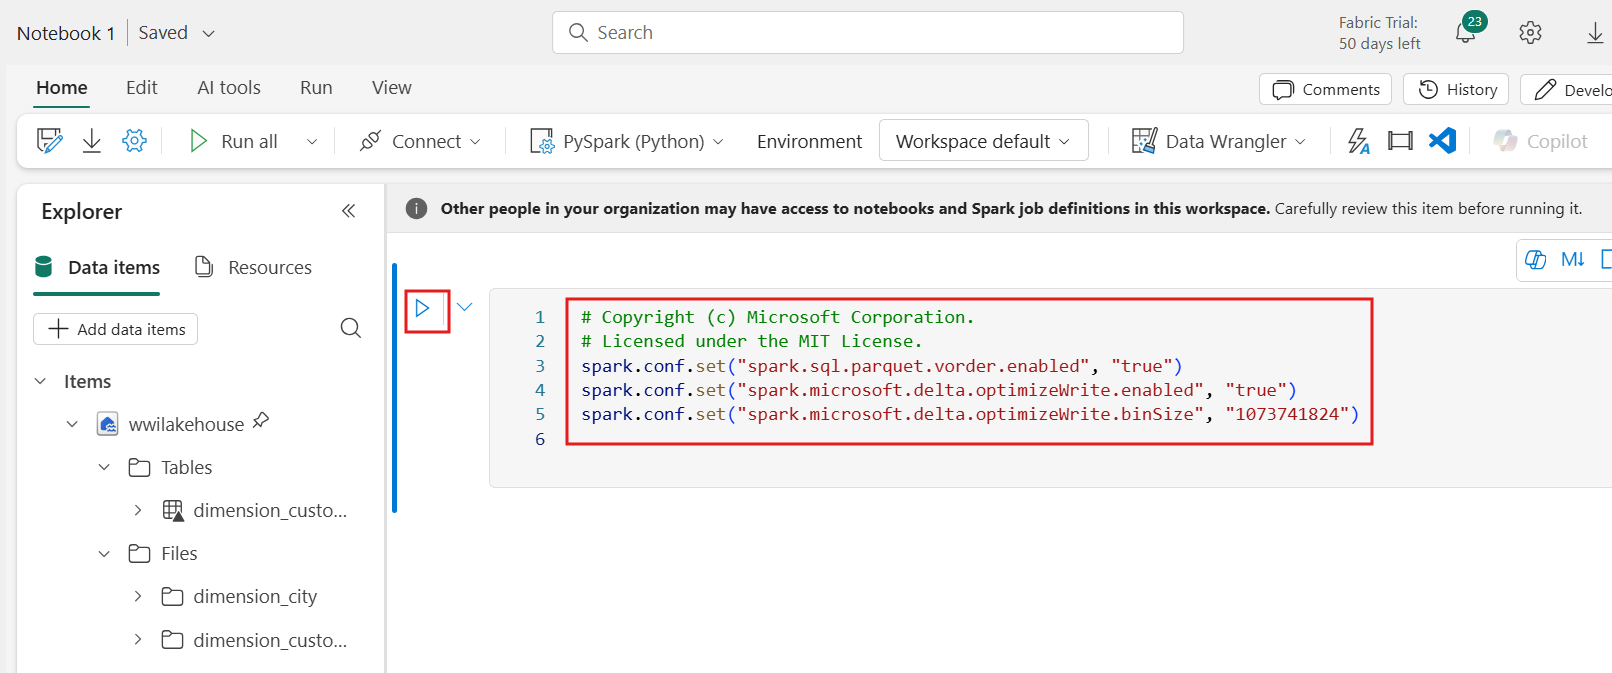 Notebook 1 Saved
Search
Fabric Trial:
50 days left
23
Home Edit AI tools Run View
Comments History Develo
Run all Connect PySpark (Python) Environment Workspace default Data Wrangler Copilot
Explorer
Other people in your organization may have access to notebooks and Spark job definitions in this workspace. Carefully review this item before running it.
Data items Resources
M↓
Add data items
Items
wwilakehouse
Tables
dimension_custo...
Files
dimension_city
dimension_custo...
1 # Copyright (c) Microsoft Corporation.
2 # Licensed under the MIT License.
3 spark.conf.set("spark.sql.parquet.vorder.enabled", "true")
4 spark.conf.set("spark.microsoft.delta.optimizeWrite.enabled", "true")
5 spark.conf.set("spark.microsoft.delta.optimizeWrite.binSize", "1073741824")
6